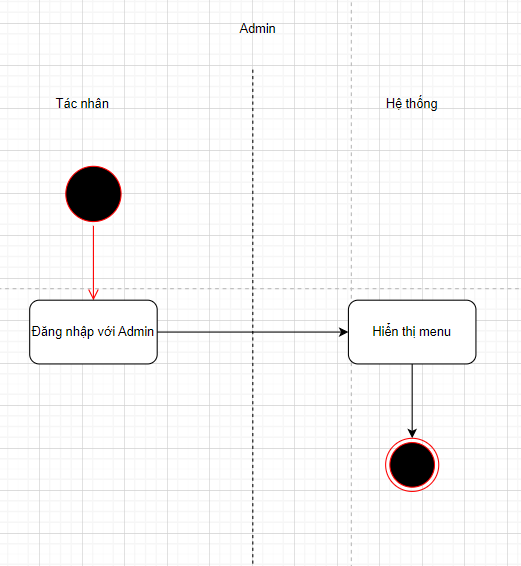 Admin
Tác nhân
Hệ thống
Đăng nhập với Admin
Hiển thị menu